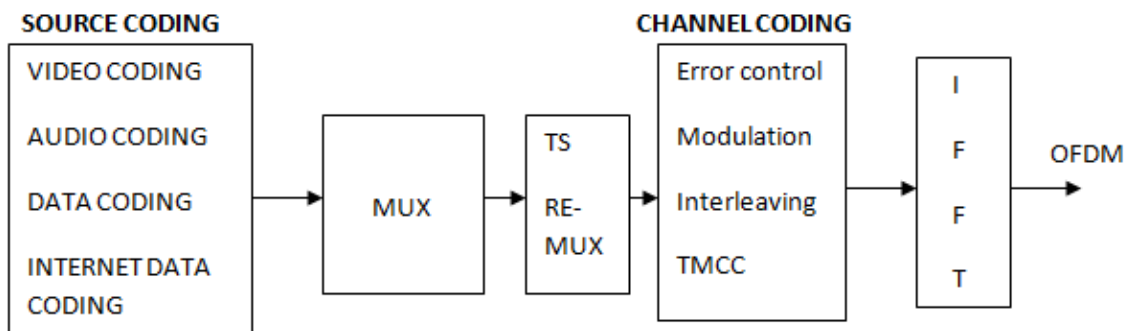 SOURCE CODING
VIDEO CODING
AUDIO CODING
DATA CODING
INTERNET DATA
CODING
MUX
TS
RE-
MUX
CHANNEL CODING
Error control
Modulation
Interleaving
TMCC
I
F
F
T
OFDM